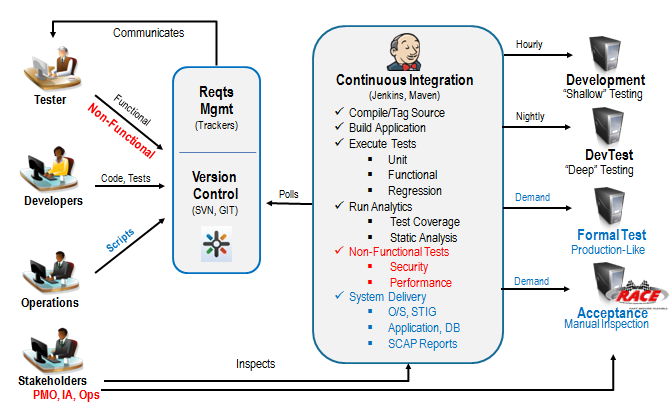 Communicates
Tester
Functional
Non-Functional
Developers
Code, Tests
Operations
Scripts
Stakeholders
PMO, IA, Ops
Reqts
Mgmt
(Trackers)
Version
Control
(SVN, GIT)
Polls
Continuous Integration
(Jenkins, Maven)
✓ Compile/Tag Source
✓ Build Application
✓ Execute Tests
▪ Unit
▪ Functional
▪ Regression
✓ Run Analytics
▪ Test Coverage
▪ Static Analysis
✓ Non-Functional Tests
▪ Security
▪ Performance
✓ System Delivery
▪ O/S, STIG
▪ Application, DB
▪ SCAP Reports
Inspects
Hourly
Development
“Shallow” Testing
Nightly
DevTest
“Deep” Testing
Demand
Formal Test
Production-Like
Demand
RACE
Acceptance
Manual Inspection